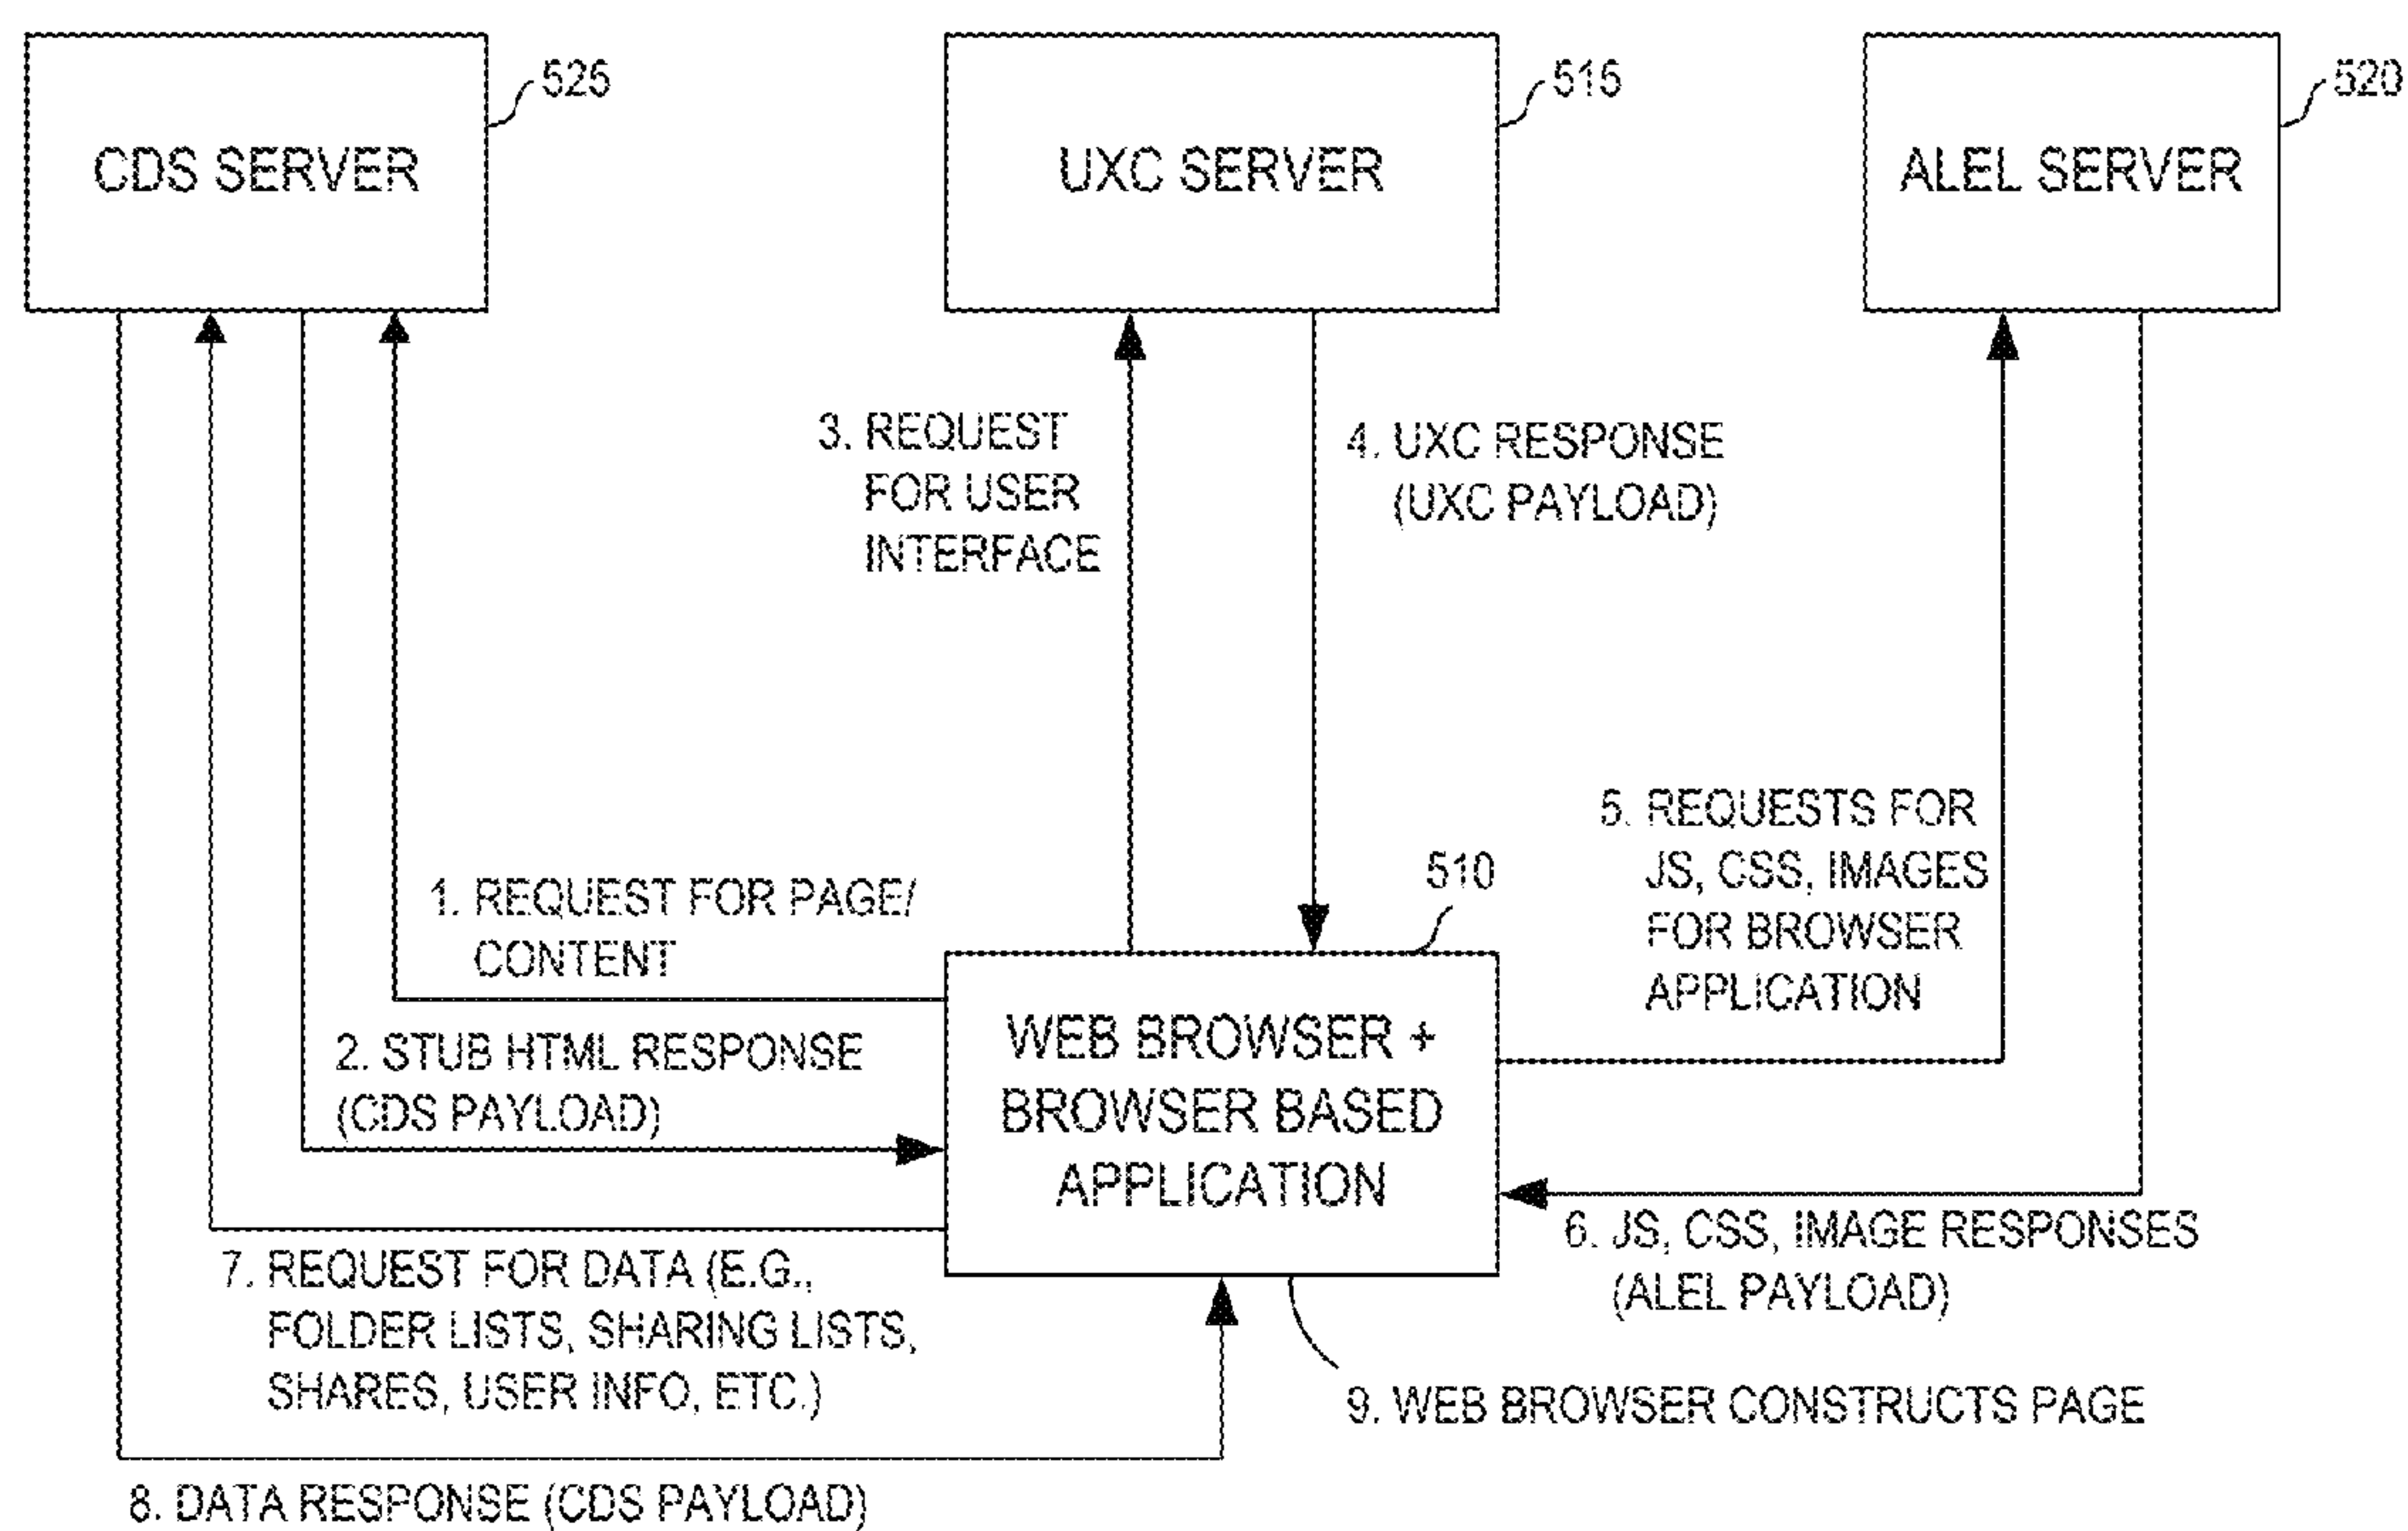 CDS SERVER
525
UXC SERVER
515
ALEL SERVER
520
3. REQUEST
FOR USER
INTERFACE
4. UXC RESPONSE
(UXC PAYLOAD)
5. REQUESTS FOR
JS, CSS, IMAGES
FOR BROWSER
APPLICATION
1. REQUEST FOR PAGE/
CONTENT
510
2. STUB HTML RESPONSE
(CDS PAYLOAD)
WEB BROWSER +
BROWSER BASED
APPLICATION
6. JS, CSS, IMAGE RESPONSES
(ALEL PAYLOAD)
7. REQUEST FOR DATA (E.G.,
FOLDER LISTS, SHARING LISTS,
SHARES, USER INFO, ETC.)
9. WEB BROWSER CONSTRUCTS PAGE
8. DATA RESPONSE (CDS PAYLOAD)